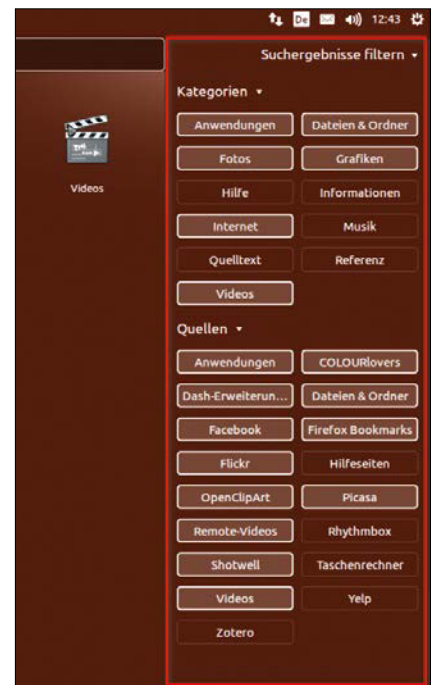 De 12:43
Suchergebnisse filtern
Kategorien
Anwendungen Dateien & Ordner
Fotos Grafiken
Videos
Hilfe Informationen
Internet Musik
Quelltext Referenz
Videos
Quellen
Anwendungen COLOURlovers
Dash-Erweiterun... Dateien & Ordner
Facebook Firefox Bookmarks
Flickr Hilfeseiten
OpenClipArt Picasa
Remote-Videos Rhythmbox
Shotwell Taschenrechner
Videos Yelp
Zotero